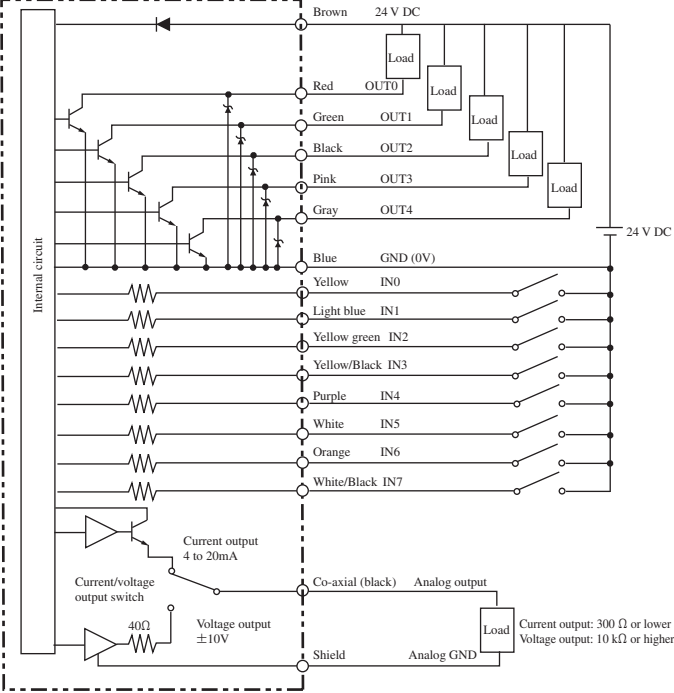 Brown 24 V DC
Load
Red OUT0
Load
Green OUT1
Load
Black OUT2
Load
Pink OUT3
Load
Gray OUT4
24 V DC
Internal circuit
Blue GND (0V)
Yellow IN0
Light blue IN1
Yellow green IN2
Yellow/Black IN3
Purple IN4
White IN5
Orange IN6
White/Black IN7
Current output
4 to 20mA
Current/voltage
output switch
Co-axial (black) Analog output
40Ω
Voltage output
±10V
Load
Current output: 300 Ω or lower
Voltage output: 10 kΩ or higher
Shield Analog GND